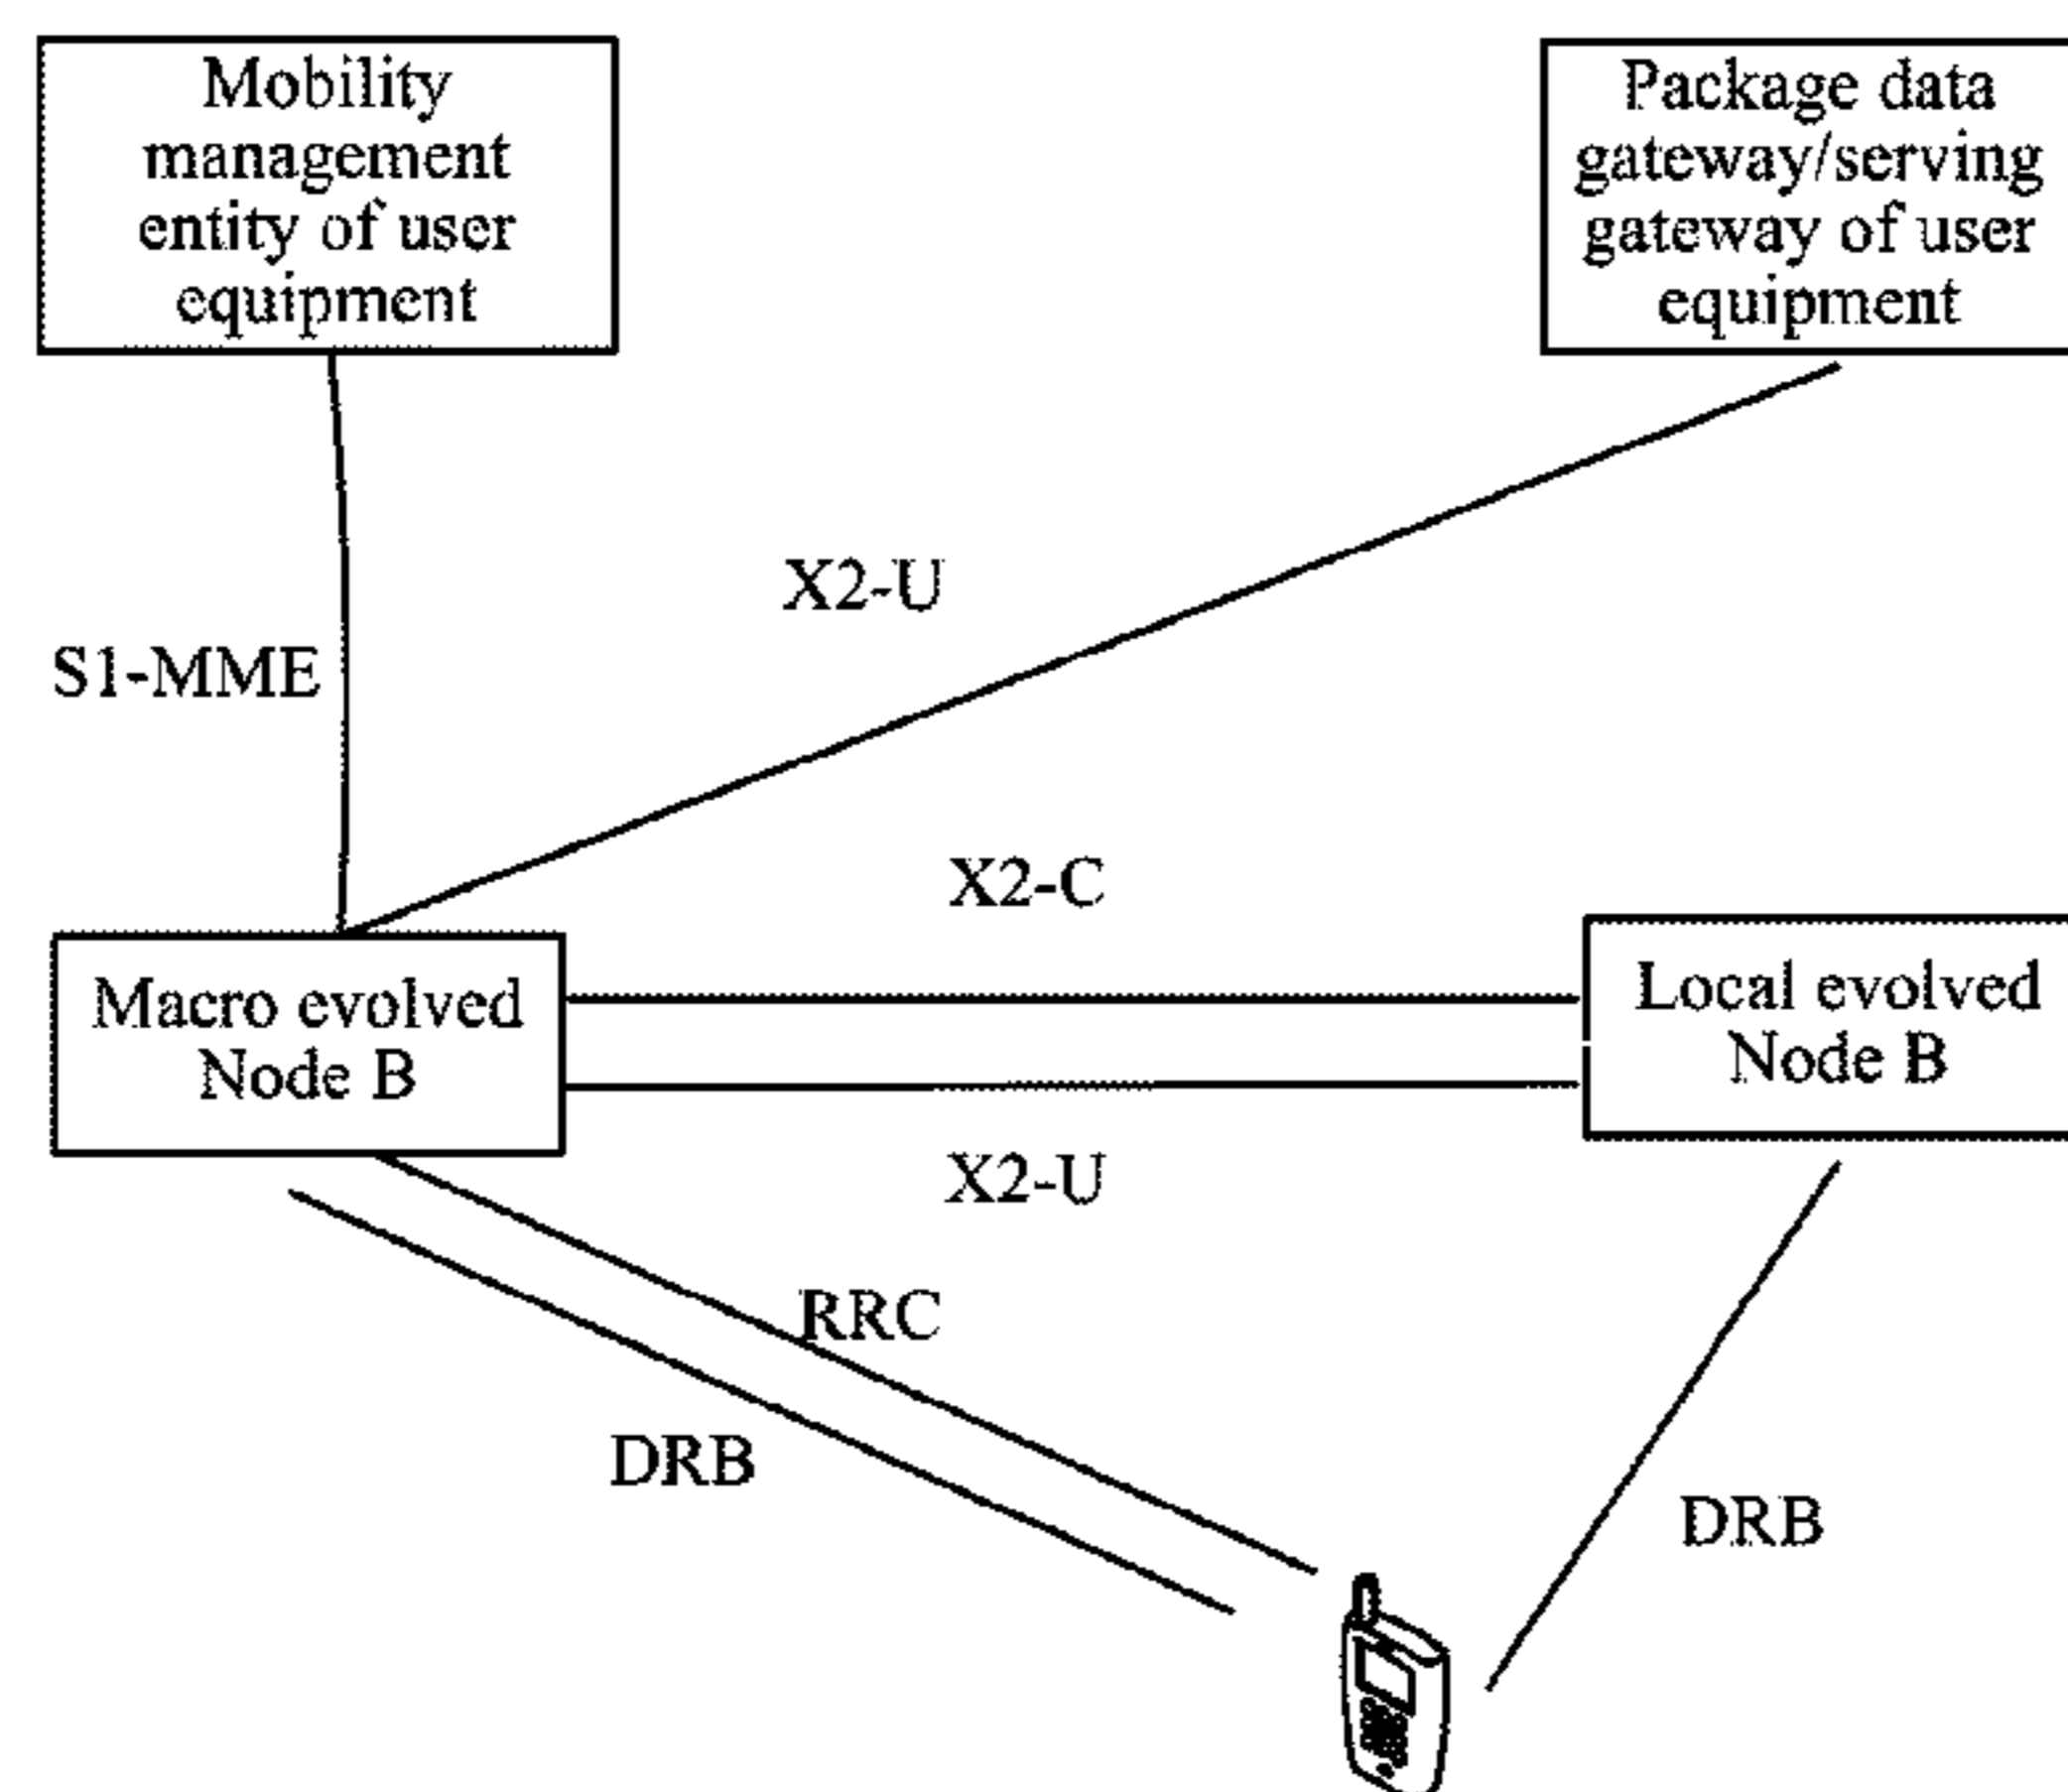 Mobility
management
entity of user
equipment
Package data
gateway/serving
gateway of user
equipment
X2-U
S1-MME
X2-C
Macro evolved
Node B
Local evolved
Node B
X2-U
RRC
DRB
DRB